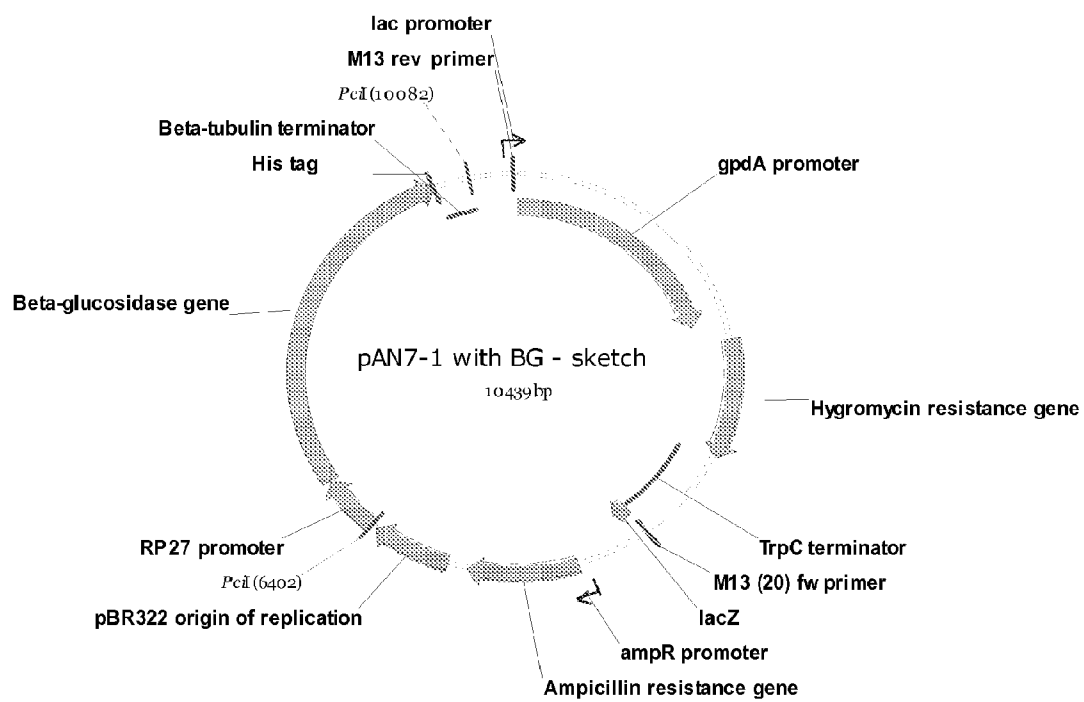 lac promoter
M13 rev primer
PciI (10082)
Beta-tubulin terminator
His tag
gpdA promoter
Beta-glucosidase gene
pAN7-1 with BG - sketch
10439bp
Hygromycin resistance gene
RP27 promoter
TrpC terminator
PciI (6402)
M13 (20) fw primer
pBR322 origin of replication
lacZ
ampR promoter
Ampicillin resistance gene